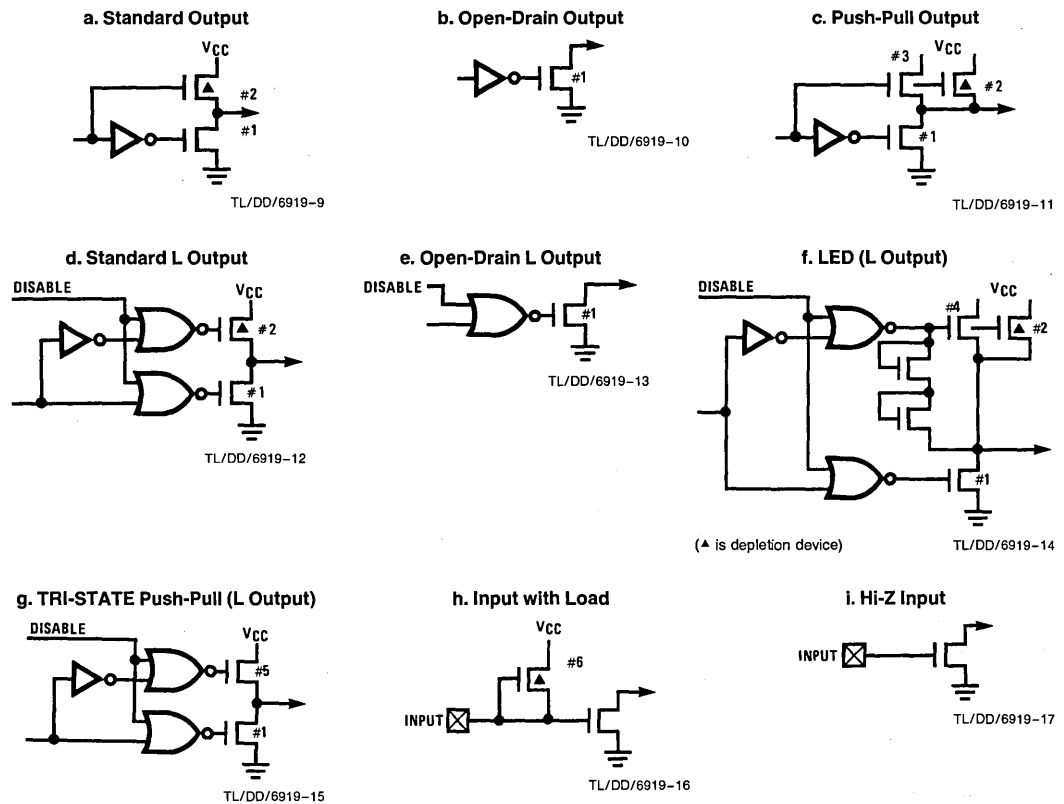 a. Standard Output
VCC
#2
#1
TL/DD/6919-9
b. Open-Drain Output
#1
TL/DD/6919-10
c. Push-Pull Output
#3
VCC
#2
#1
TL/DD/6919-11
d. Standard L Output
DISABLE
VCC
#2
#1
TL/DD/6919-12
e. Open-Drain L Output
DISABLE
#1
TL/DD/6919-13
f. LED (L Output)
DISABLE
VCC
#4
#2
#1
(▲ is depletion device)
TL/DD/6919-14
g. TRI-STATE Push-Pull (L Output)
DISABLE
VCC
#5
#1
TL/DD/6919-15
h. Input with Load
VCC
#6
INPUT
TL/DD/6919-16
i. Hi-Z Input
INPUT
TL/DD/6919-17